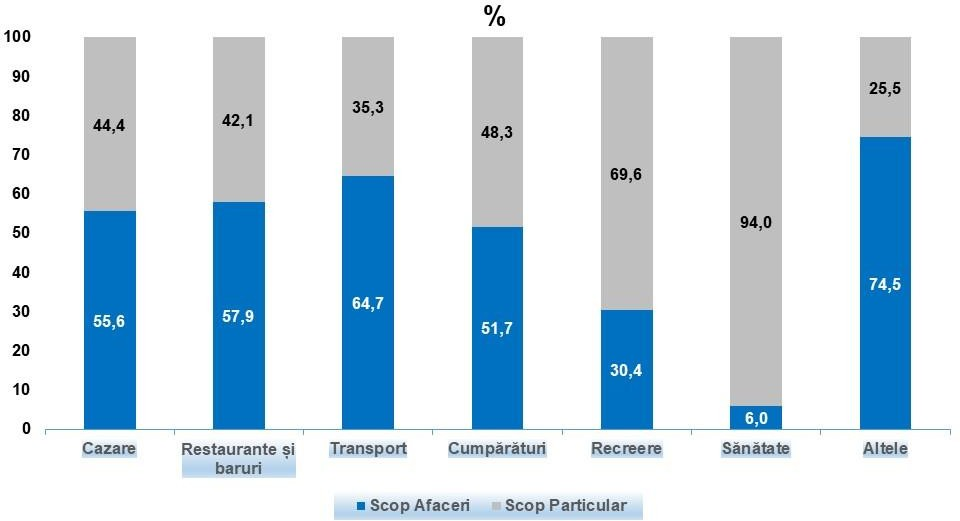 %
100
90
80
70
60
50
40
30
20
10
0
44,4
42,1
35,3
48,3
69,6
94,0
25,5
55,6
57,9
64,7
51,7
30,4
6,0
74,5
Cazare
Restaurante și
baruri
Transport
Cumpărături
Recreere
Sănătate
Altele
Scop Afaceri
Scop Particular